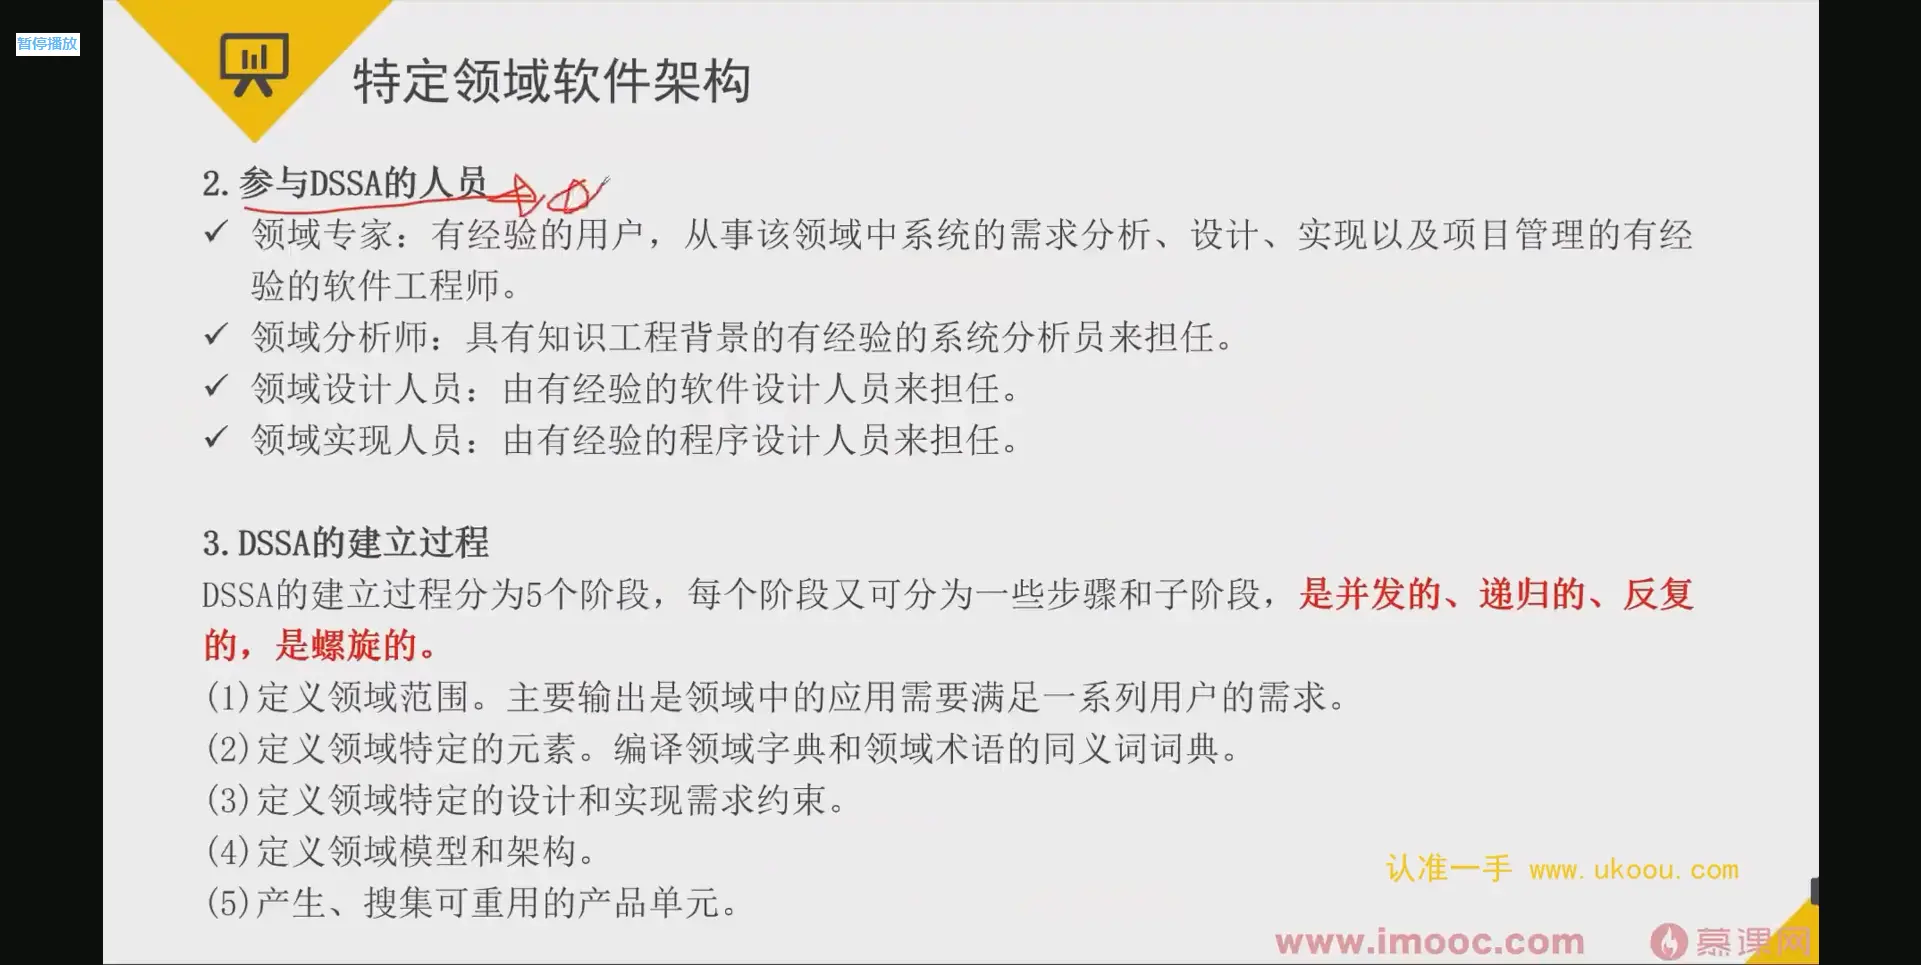 暂停播放
特定领域软件架构
2.参与DSSA的人员
✓ 领域专家：有经验的用户，从事该领域中系统的需求分析、设计、实现以及项目管理的有经
验的软件工程师。
✓ 领域分析师：具有知识工程背景的有经验的系统分析员来担任。
✓ 领域设计人员：由有经验的软件设计人员来担任。
✓ 领域实现人员：由有经验的程序设计人员来担任。
3.DSSA的建立过程
DSSA的建立过程分为5个阶段，每个阶段又可分为一些步骤和子阶段，是并发的、递归的、反复
的，是螺旋的。
(1)定义领域范围。主要输出是领域中的应用需要满足一系列用户的需求。
(2)定义领域特定的元素。编译领域字典和领域术语的同义词词典。
(3)定义领域特定的设计和实现需求约束。
(4)定义领域模型和架构。
(5)产生、搜集可重用的产品单元。
认准一手 www.ukoou.com
www.imooc.com 慕课网